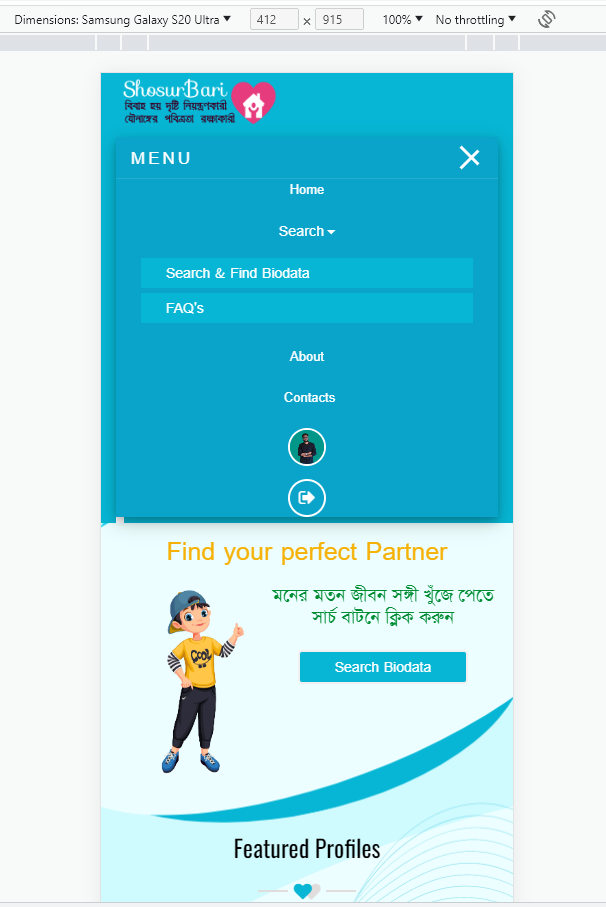 Dimensions: Samsung Galaxy S20 Ultra ▼ 412 × 915 100% ▼ No throttling ▼
ShosurBari
বিবাহ হয় দৃষ্টি নিয়ন্ত্রণকারী
যৌনাঙ্গের পবিত্রতা রক্ষাকারী
MENU
Home
Search
Search & Find Biodata
FAQ's
About
Contacts
Find your perfect Partner
মনের মতন জীবন সঙ্গী খুঁজে পেতে
সার্চ বাটনে ক্লিক করুন
COOL
Search Biodata
Featured Profiles